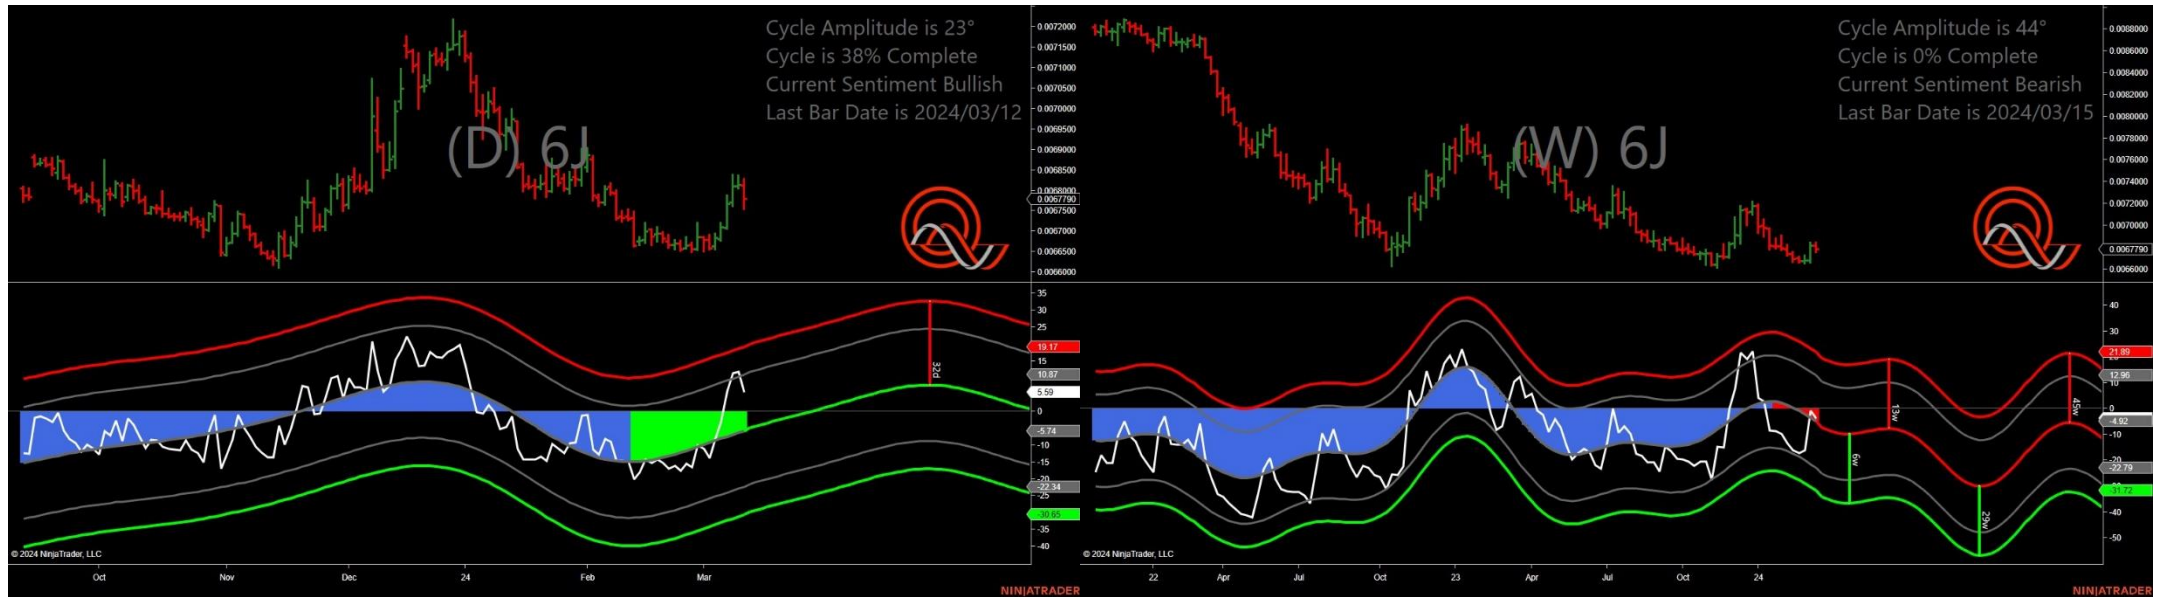 Cycle Amplitude is 23°
Cycle is 38% Complete
Current Sentiment Bullish
Last Bar Date is 2024/03/12
(D) 6J
0.0072000
0.0071500
0.0071000
0.0070500
0.0070000
0.0069500
0.0069000
0.0068500
0.0068000
0.0067790
0.0067500
0.0067000
0.0066500
0.0066000
35
30
25
19.17
15
10.87
5.59
0
-5.74
-10
-15
-22.34
-25
-30.65
-35
-40
32d
© 2024 NinjaTrader, LLC
Oct
Nov
Dec
24
Feb
Mar
NINJATRADER
Cycle Amplitude is 44°
Cycle is 0% Complete
Current Sentiment Bearish
Last Bar Date is 2024/03/15
(W) 6J
0.0088000
0.0086000
0.0084000
0.0082000
0.0080000
0.0078000
0.0076000
0.0074000
0.0072000
0.0070000
0.0067790
0.0066000
40
30
21.89
12.96
10
0
-4.92
-10
-22.79
-31.72
-40
-50
6w
13w
29w
45w
© 2024 NinjaTrader, LLC
22
Apr
Jul
Oct
23
Apr
Jul
Oct
24
NINJATRADER